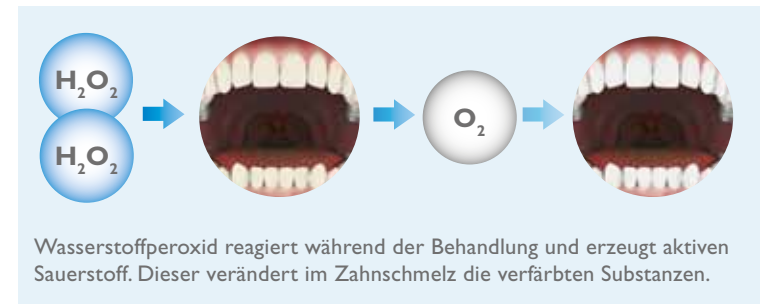 H₂O₂
H₂O₂
O₂
Wasserstoffperoxid reagiert während der Behandlung und erzeugt aktiven
Sauerstoff. Dieser verändert im Zahnschmelz die verfärbten Substanzen.